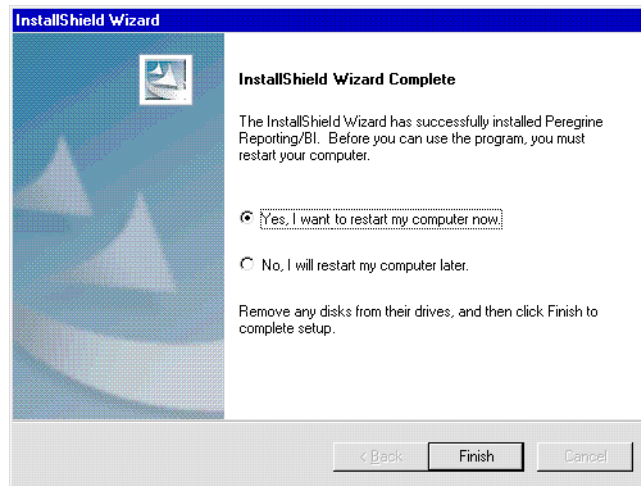 InstallShield Wizard
InstallShield Wizard Complete
The InstallShield Wizard has successfully installed Peregrine
Reporting/BI. Before you can use the program, you must
restart your computer.
Yes, I want to restart my computer now.
No, I will restart my computer later.
Remove any disks from their drives, and then click Finish to
complete setup.
< Back
Finish
Cancel